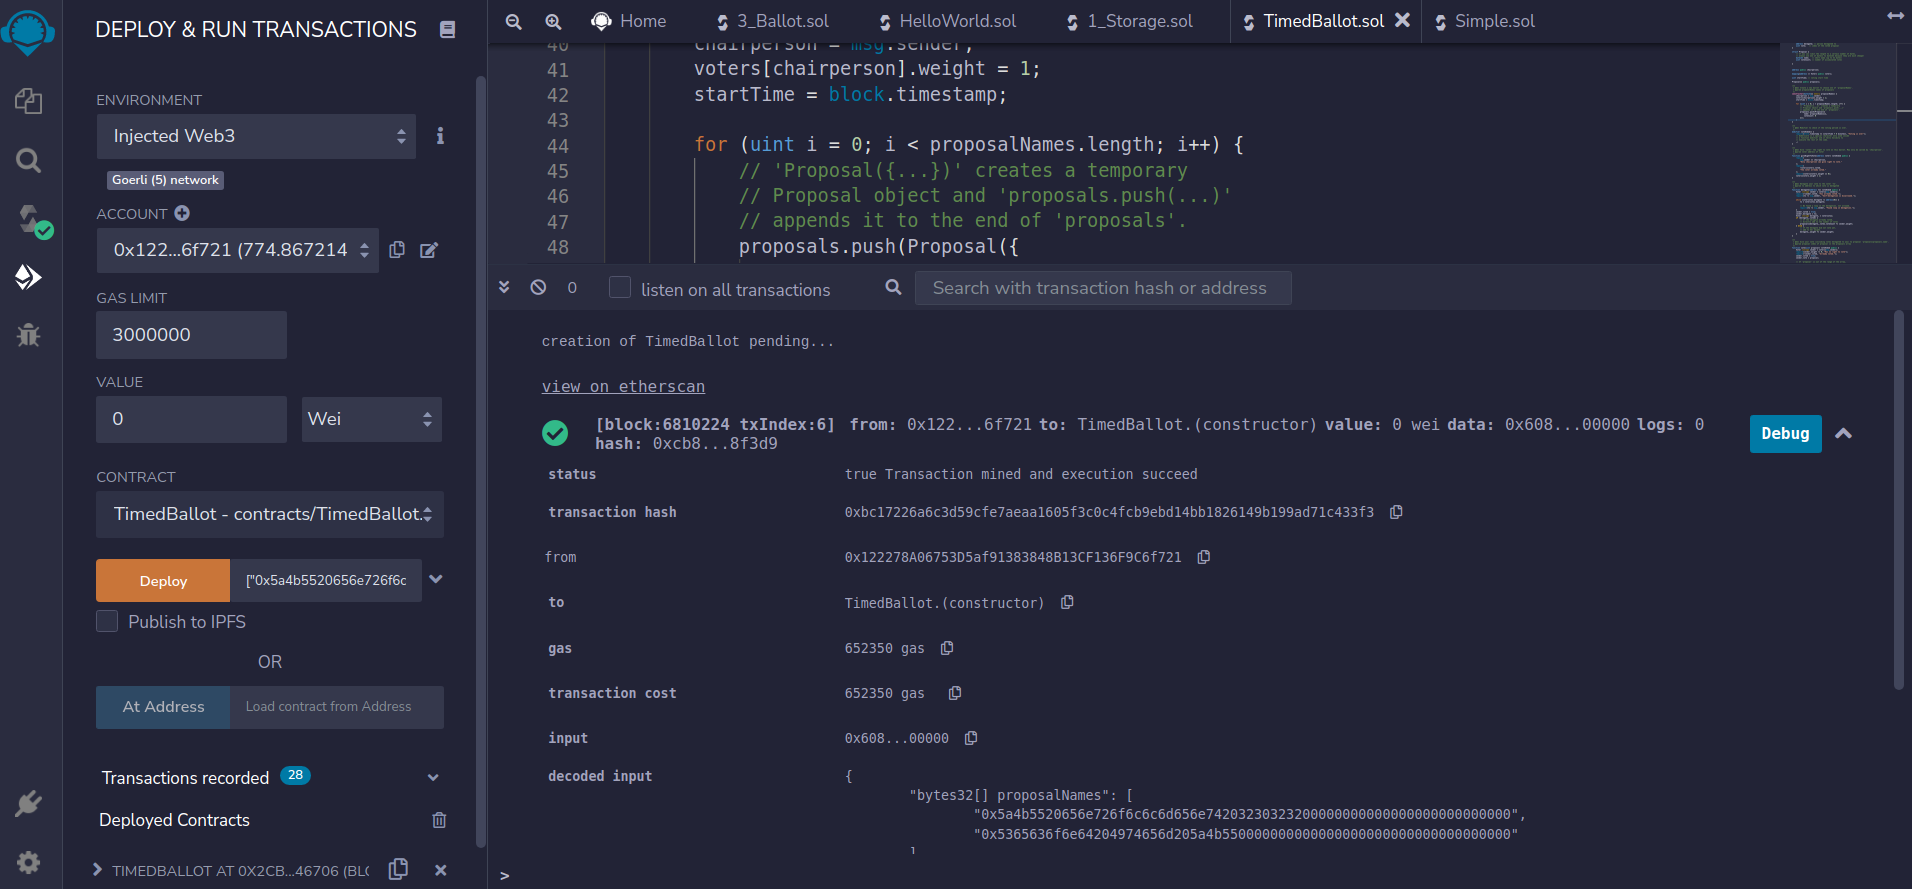 DEPLOY & RUN TRANSACTIONS
ENVIRONMENT
Injected Web3
Goerli (5) network
ACCOUNT
0x122...6f721 (774.867214
GAS LIMIT
3000000
VALUE
0
Wei
CONTRACT
TimedBallot - contracts/TimedBallot.
Deploy
["0x5a4b5520656e726f6c
Publish to IPFS
OR
At Address
Load contract from Address
Transactions recorded 28
Deployed Contracts
TIMEDBALLOT AT 0X2CB...46706 (BLO
Home
3_Ballot.sol
HelloWorld.sol
1_Storage.sol
TimedBallot.sol
Simple.sol
40 chairperson = msg.sender;
41 voters[chairperson].weight = 1;
42 startTime = block.timestamp;
43
44 for (uint i = 0; i < proposalNames.length; i++) {
45 // 'Proposal({...})' creates a temporary
46 // Proposal object and 'proposals.push(...)'
47 // appends it to the end of 'proposals'.
48 proposals.push(Proposal({
0
listen on all transactions
Search with transaction hash or address
creation of TimedBallot pending...
view on etherscan
[block:6810224 txIndex:6] from: 0x122...6f721 to: TimedBallot.(constructor) value: 0 wei data: 0x608...00000 logs: 0
hash: 0xcb8...8f3d9
Debug
status true Transaction mined and execution succeed
transaction hash 0xbc17226a6c3d59cfe7aeaa1605f3c0c4fcb9ebd14bb1826149b199ad71c433f3
from 0x122278A06753D5af91383848B13CF136F9C6f721
to TimedBallot.(constructor)
gas 652350 gas
transaction cost 652350 gas
input 0x608...00000
decoded input {
"bytes32[] proposalNames": [
"0x5a4b5520656e726f6c6c6d656e7420323032320000000000000000000000000000",
"0x5365636f6e64204974656d205a4b550000000000000000000000000000000000"
]
>